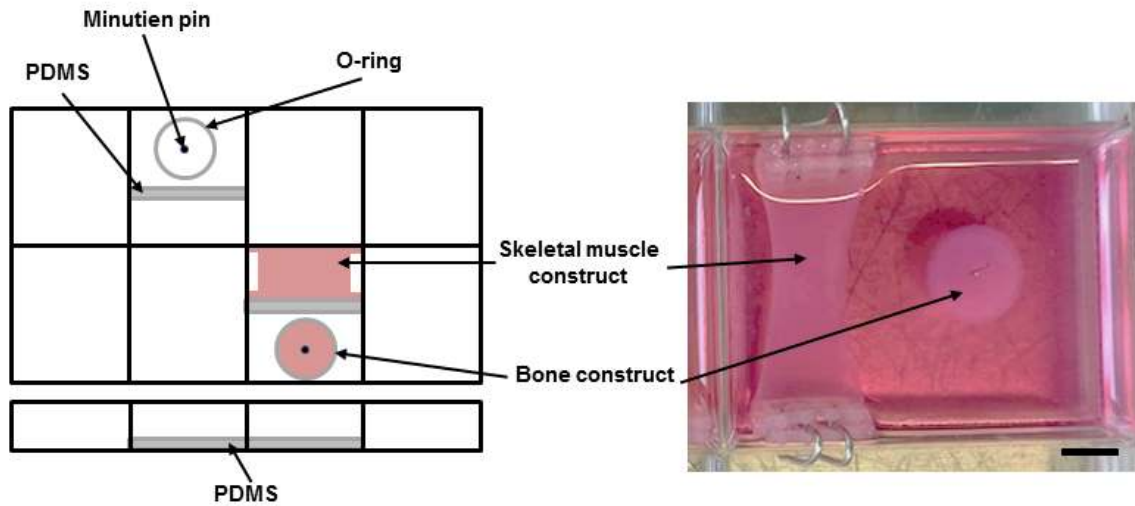 Minutien pin
O-ring
PDMS
Skeletal muscle
construct
Bone construct
PDMS